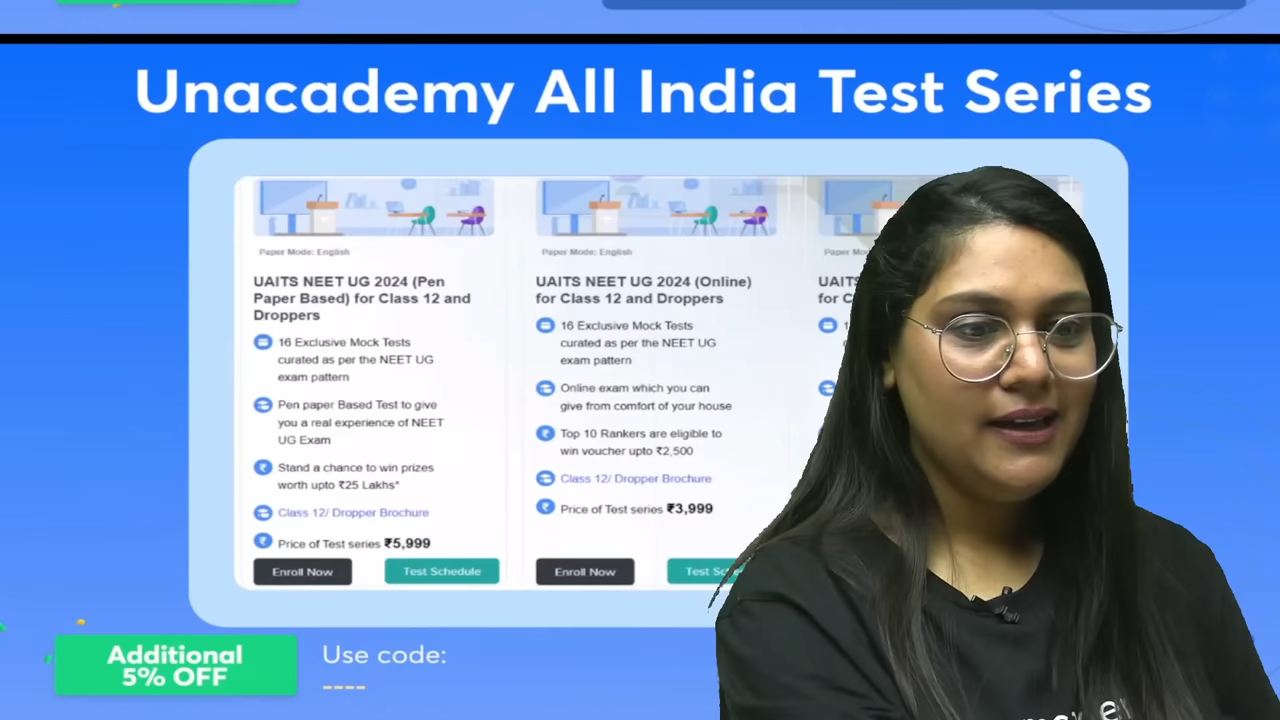 Unacademy All India Test Series
Paper Mode: English
UAITS NEET UG 2024 (Pen
Paper Based) for Class 12 and
Droppers
16 Exclusive Mock Tests
curated as per the NEET UG
exam pattern
Pen paper Based Test to give
you a real experience of NEET
UG Exam
Stand a chance to win prizes
worth upto ₹25 Lakhs*
Class 12/ Dropper Brochure
Price of Test series ₹5,999
Enroll Now
Test Schedule
Paper Mode: English
UAITS NEET UG 2024 (Online)
for Class 12 and Droppers
16 Exclusive Mock Tests
curated as per the NEET UG
exam pattern
Online exam which you can
give from comfort of your house
Top 10 Rankers are eligible to
win voucher upto ₹2,500
Class 12/ Dropper Brochure
Price of Test series ₹3,999
Enroll Now
Test
Paper
for
Additional
5% OFF
Use code:
----